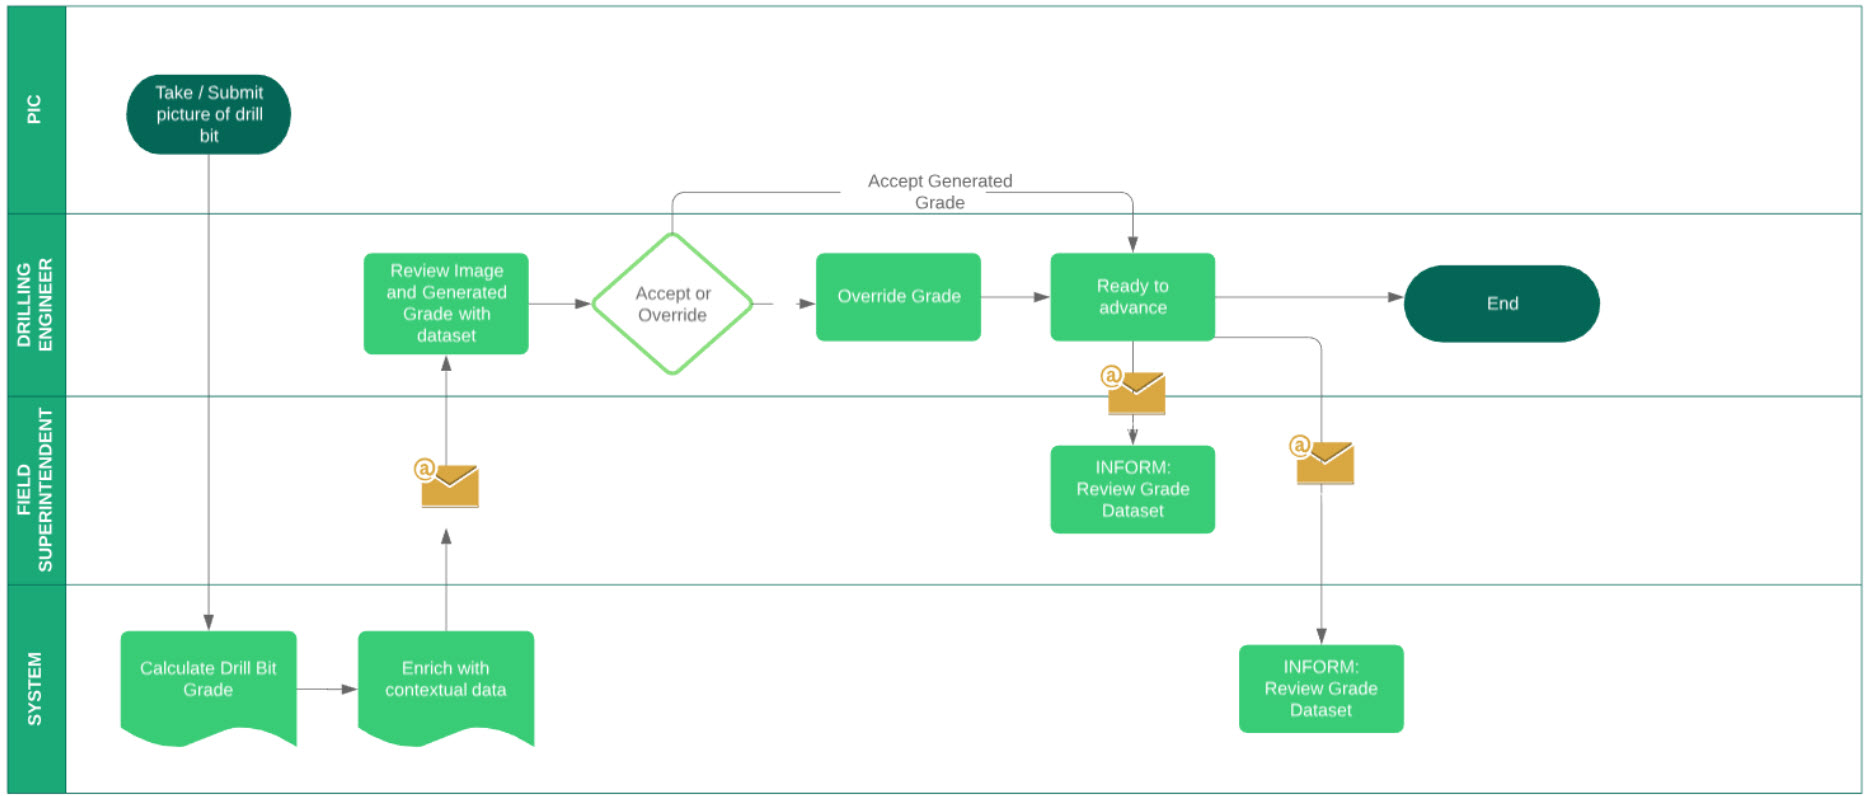 PIC
Take / Submit
picture of drill
bit
Accept Generated
Grade
DRILLING
ENGINEER
Review Image
and Generated
Grade with
dataset
Accept or
Override
Override Grade
Ready to
advance
End
FIELD
SUPERINTENDENT
@
@
@
INFORM:
Review Grade
Dataset
SYSTEM
Calculate Drill Bit
Grade
Enrich with
contextual data
INFORM:
Review Grade
Dataset